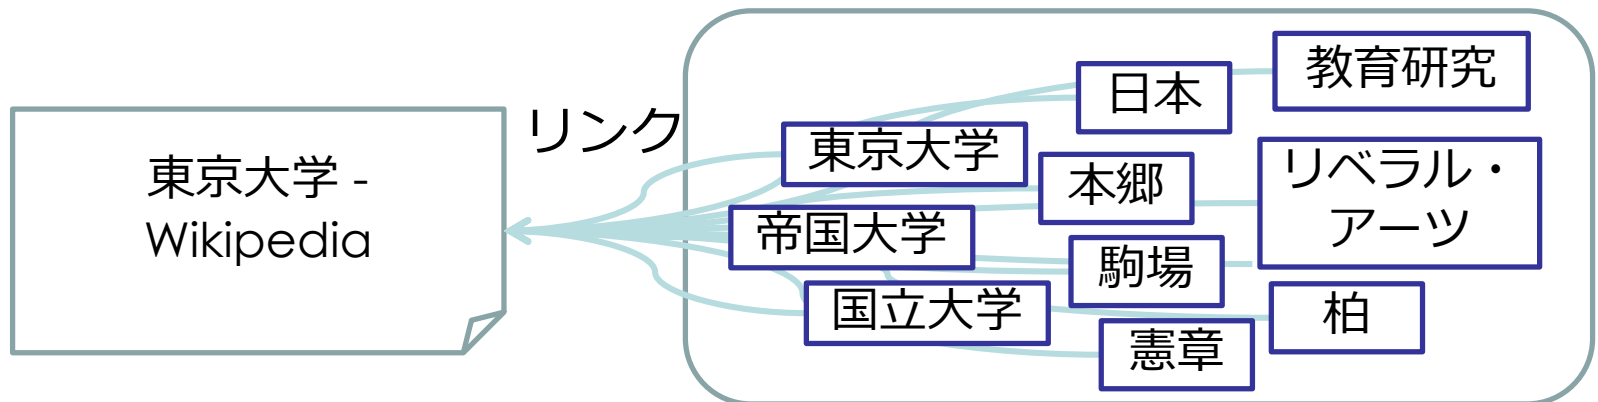 東京大学 -
Wikipedia
リンク
教育研究
日本
東京大学
本郷
リベラル・
アーツ
帝国大学
駒場
国立大学
柏
憲章